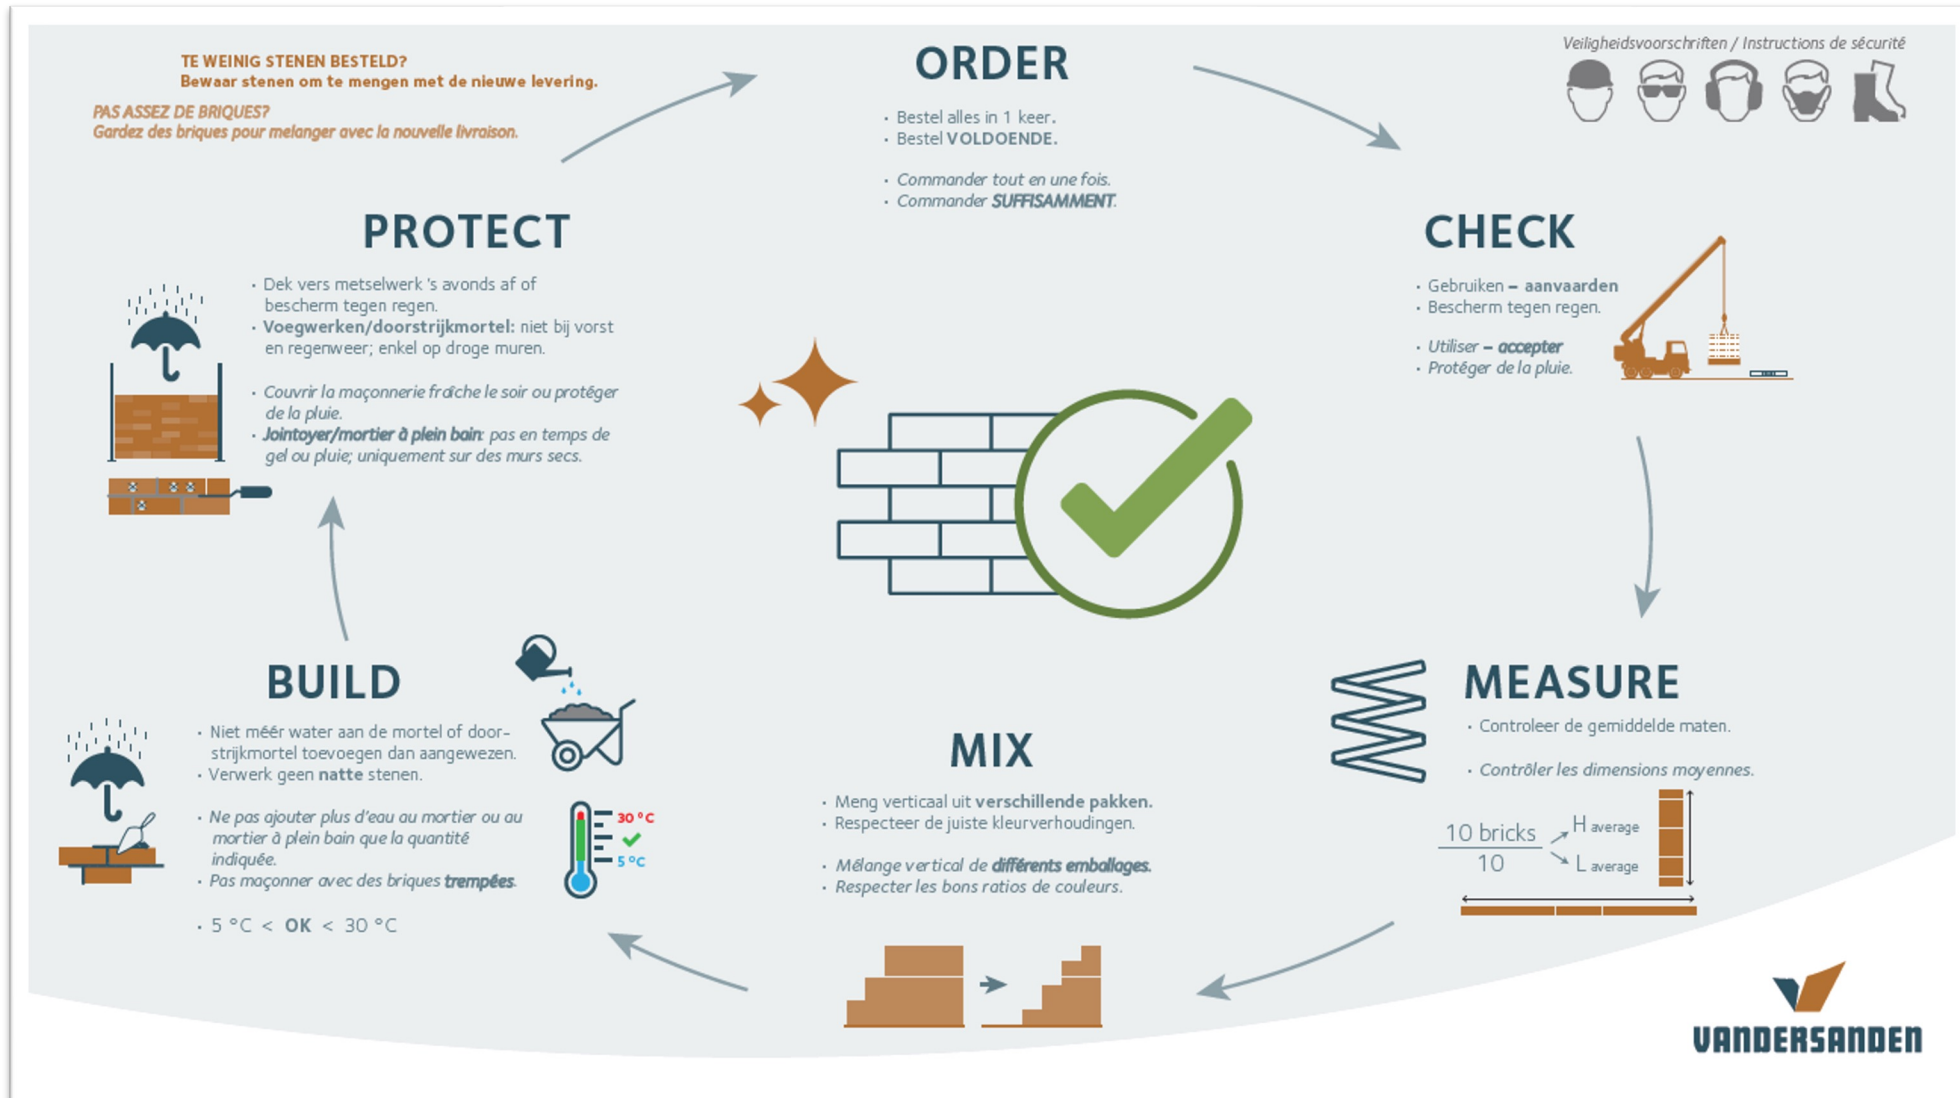 TE WEINIG STENEN BESTELD?
Bewaar stenen om te mengen met de nieuwe levering.
PAS ASSEZ DE BRIQUES?
Gardez des briques pour melanger avec la nouvelle livraison.
ORDER
· Bestel alles in 1 keer.
· Bestel VOLDOENDE.
· Commander tout en une fois.
· Commander SUFFISAMMENT.
Veiligheidsvoorschriften / Instructions de sécurité
CHECK
· Gebruiken – aanvaarden
· Bescherm tegen regen.
· Utiliser – accepter
· Protéger de la pluie.
MEASURE
· Controleer de gemiddelde maten.
· Contrôler les dimensions moyennes.
10 bricks
10
H average
L average
MIX
· Meng verticaal uit verschillende pakken.
· Respecteer de juiste kleurverhoudingen.
· Mélange vertical de différents emballages.
· Respecter les bons ratios de couleurs.
BUILD
· Niet méér water aan de mortel of door-
strijkmortel toevoegen dan aangewezen.
· Verwerk geen natte stenen.
· Ne pas ajouter plus d'eau au mortier ou au
mortier à plein bain que la quantité
indiquée.
· Pas maçonner avec des briques trempées.
· 5 °C < OK < 30 °C
30 °C
5 °C
PROTECT
· Dek vers metselwerk 's avonds af of
bescherm tegen regen.
· Voegwerken/doorstrijkmortel: niet bij vorst
en regenweer; enkel op droge muren.
· Couvrir la maçonnerie fraîche le soir ou protéger
de la pluie.
· Jointoyer/mortier à plein bain: pas en temps de
gel ou pluie; uniquement sur des murs secs.
VANDERSANDEN